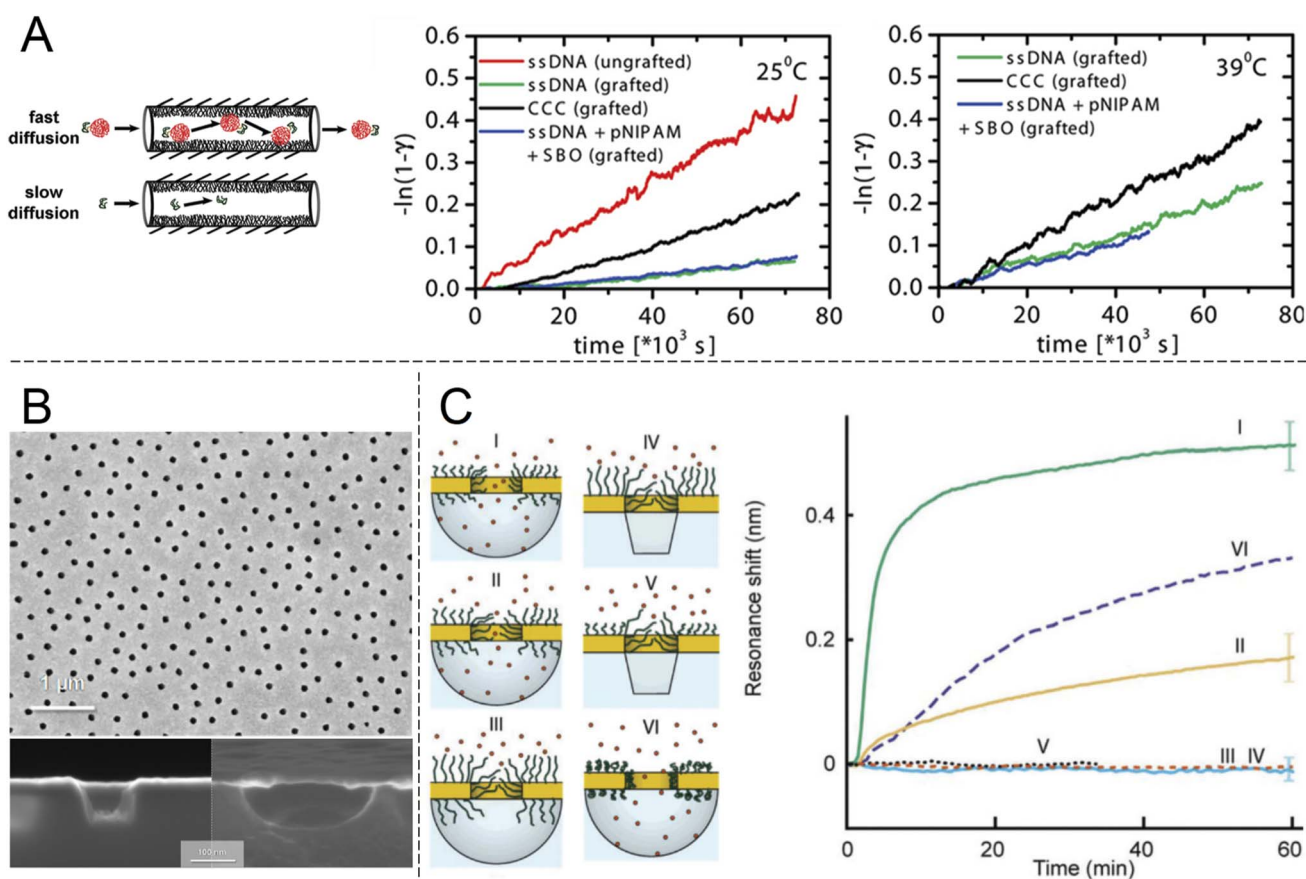 A
fast
diffusion
slow
diffusion
-ln(1-γ)
0.6
0.5
0.4
0.3
0.2
0.1
0.0
ssDNA (ungrafted)
ssDNA (grafted)
CCC (grafted)
ssDNA + pNIPAM
+ SBO (grafted)
25⁰C
0 20 40 60 80
time [*10³ s]
-ln(1-γ)
0.6
0.5
0.4
0.3
0.2
0.1
0.0
ssDNA (grafted)
CCC (grafted)
ssDNA + pNIPAM
+ SBO (grafted)
39⁰C
0 20 40 60 80
time [*10³ s]
B
1 µm
100 nm
C
I
IV
II
V
III
VI
Resonance shift (nm)
0.4
0.2
0
I
VI
II
V
III IV
0 20 40 60
Time (min)